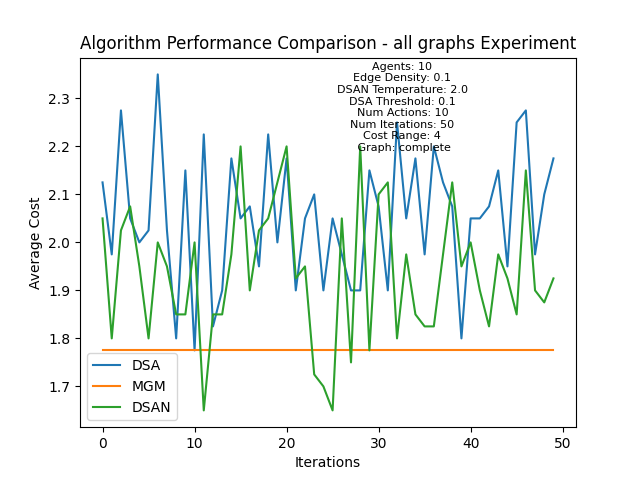 Algorithm Performance Comparison - all graphs Experiment
Agents: 10
Edge Density: 0.1
DSAN Temperature: 2.0
DSA Threshold: 0.1
Num Actions: 10
Num Iterations: 50
Cost Range: 4
Graph: complete
Average Cost
2.3
2.2
2.1
2.0
1.9
1.8
1.7
DSA
MGM
DSAN
0 10 20 30 40 50
Iterations